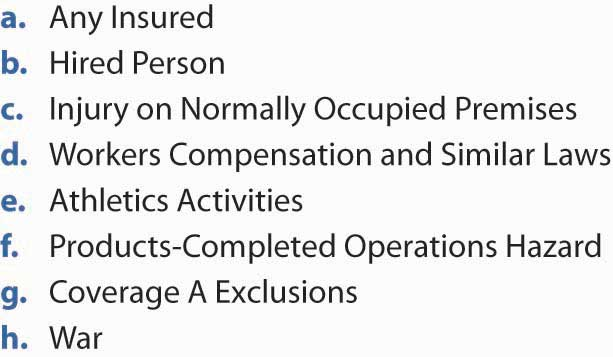 a. Any Insured
b. Hired Person
c. Injury on Normally Occupied Premises
d. Workers Compensation and Similar Laws
e. Athletics Activities
f. Products-Completed Operations Hazard
g. Coverage A Exclusions
h. War